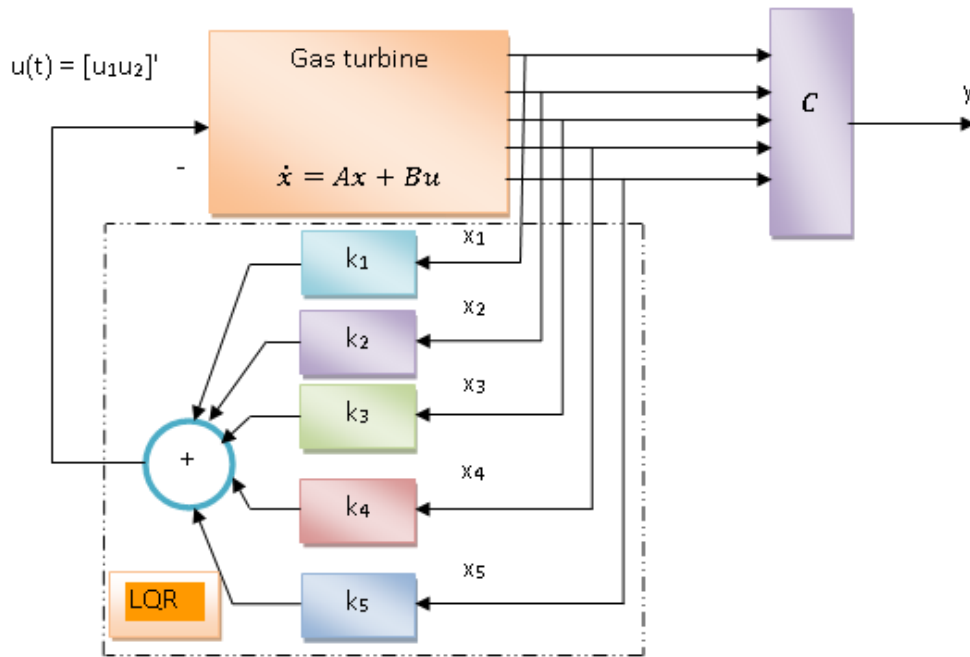 u(t) = [u₁u₂]'
Gas turbine
C
y
-
ẋ = Ax + Bu
x₁
k₁
x₂
k₂
x₃
k₃
+
x₄
k₄
x₅
k₅
LQR